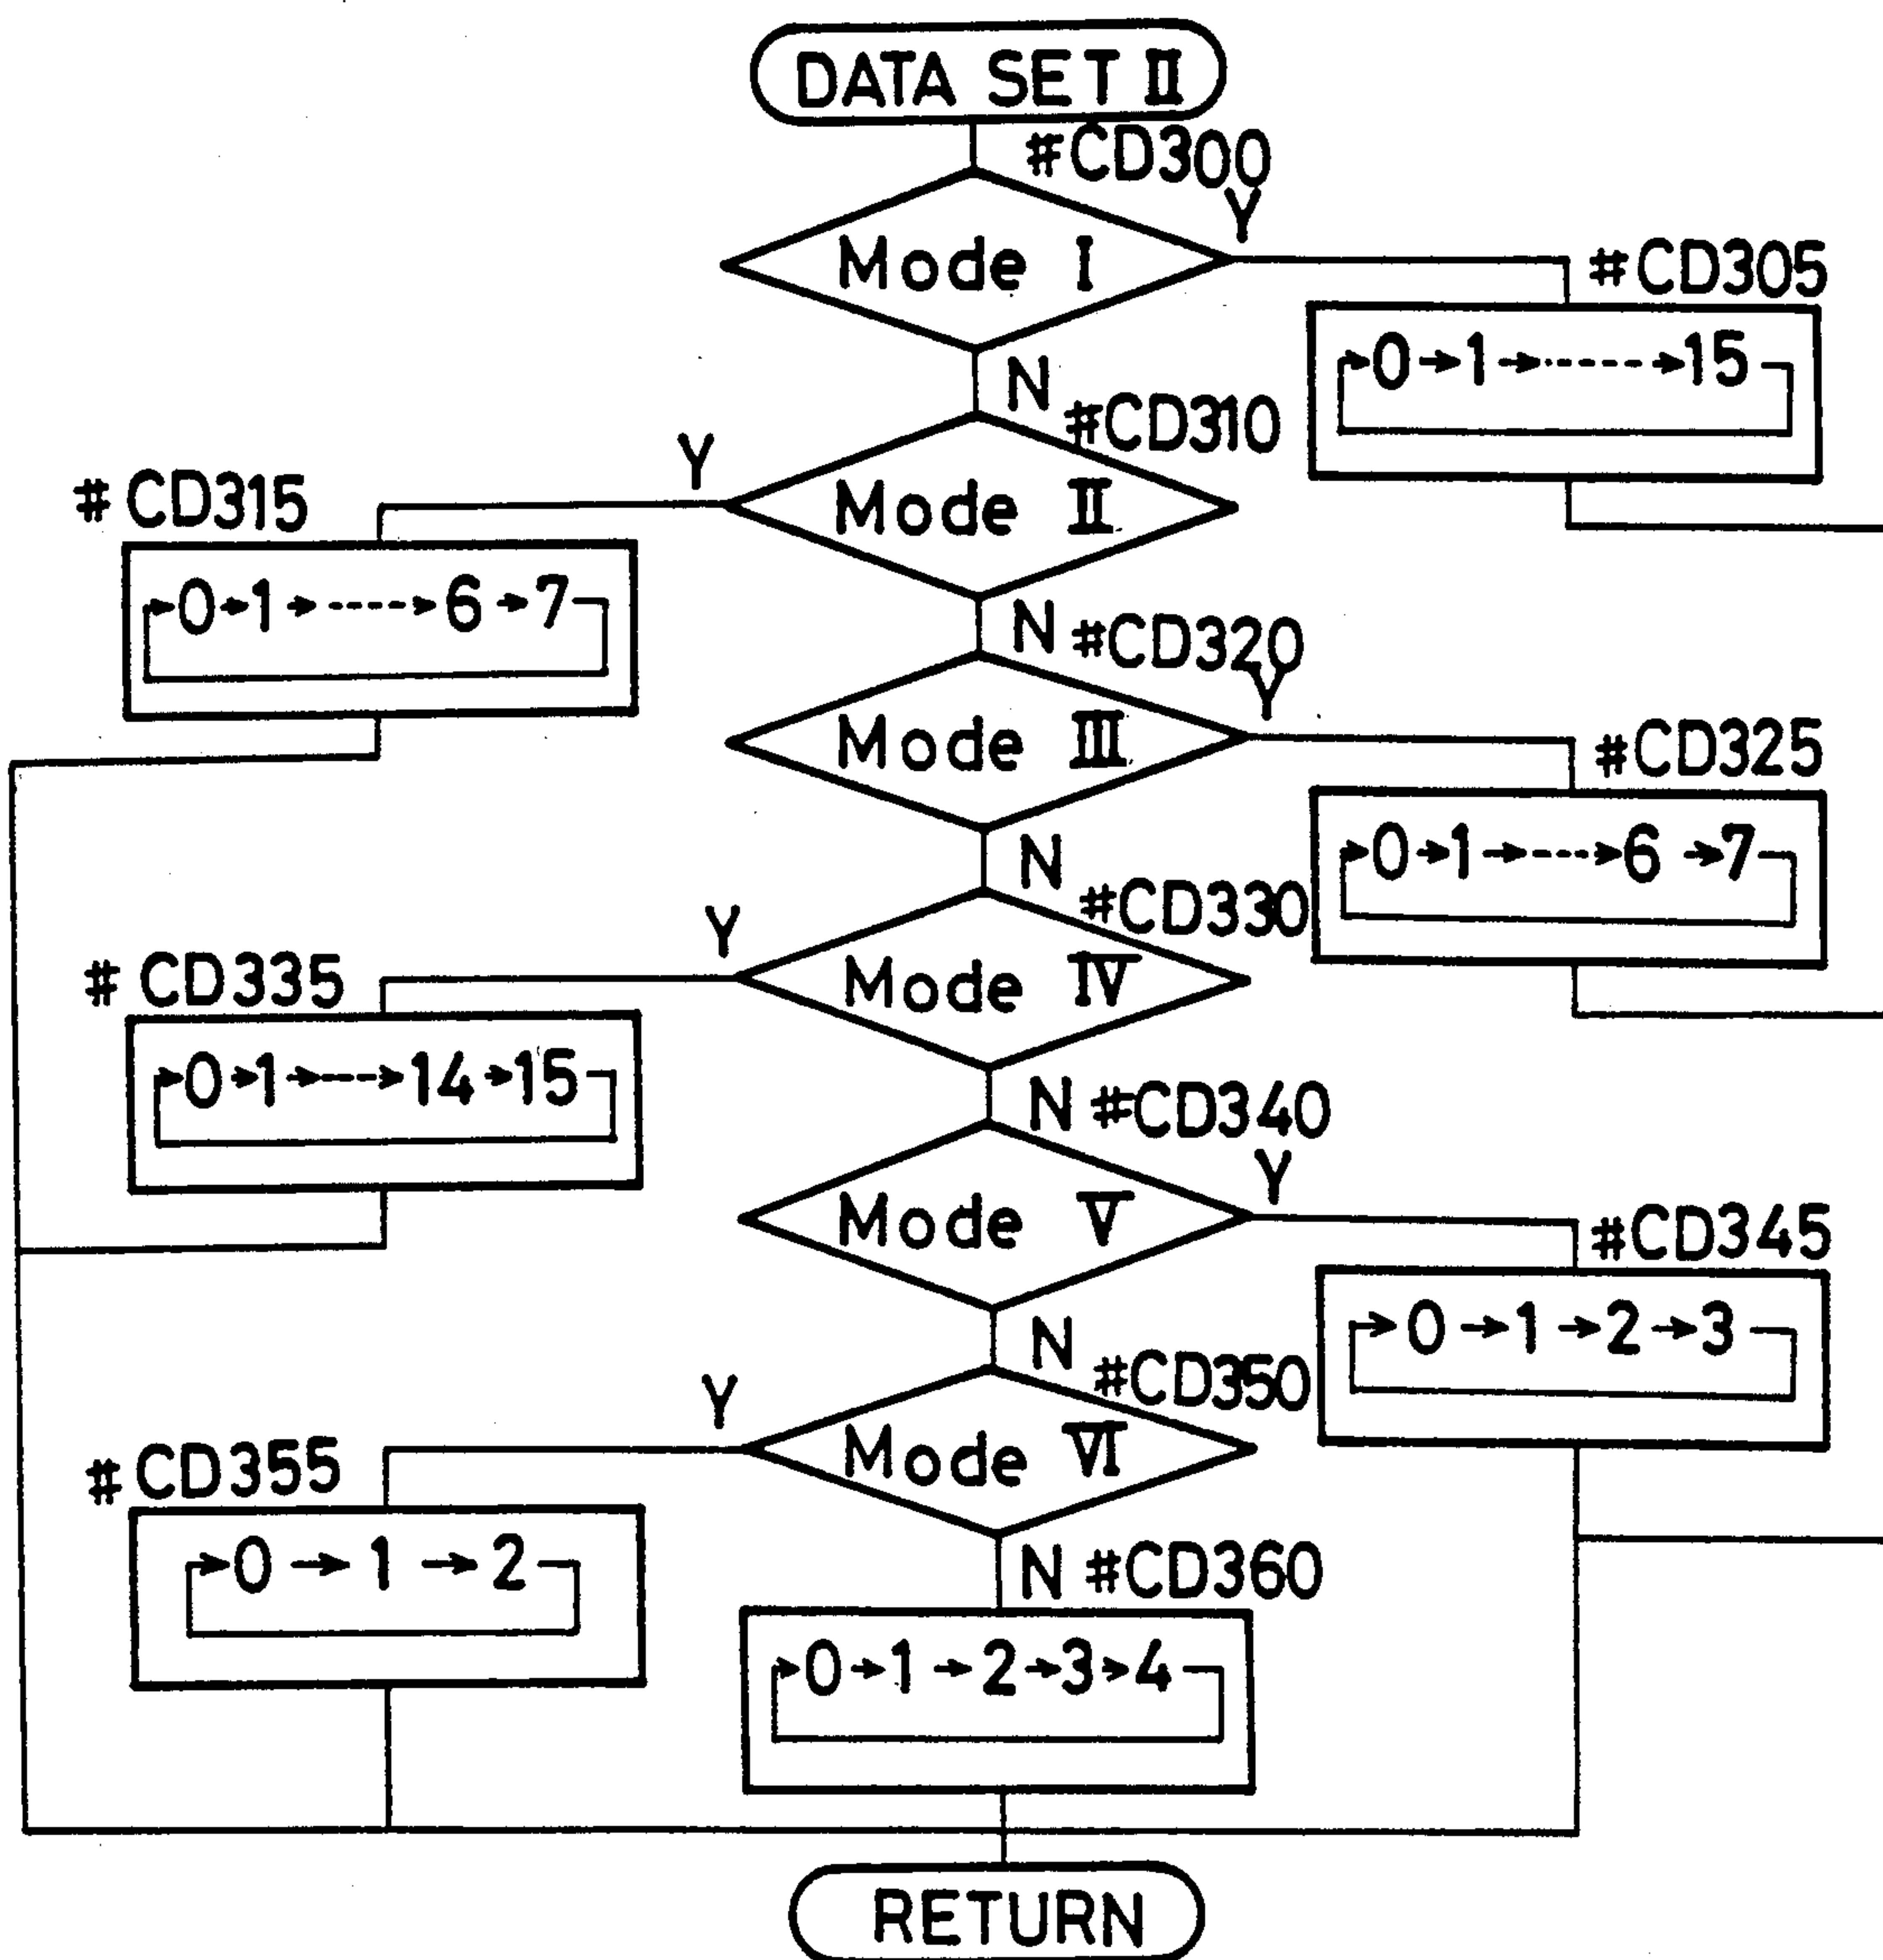 DATA SET II
#CD300
Y
Mode I
#CD305
→0→1→-----→15
N
#CD310
Y
#CD315
Mode II
→0→1→----→6→7
N #CD320
Y
Mode III
#CD325
→0→1→---→6→7
N
#CD330
Y
#CD335
Mode IV
→0→1→---→14→15
N #CD340
Y
Mode V
#CD345
→0→1→2→3
N
#CD350
Y
#CD355
Mode VI
→0→1→2
N #CD360
→0→1→2→3→4
RETURN